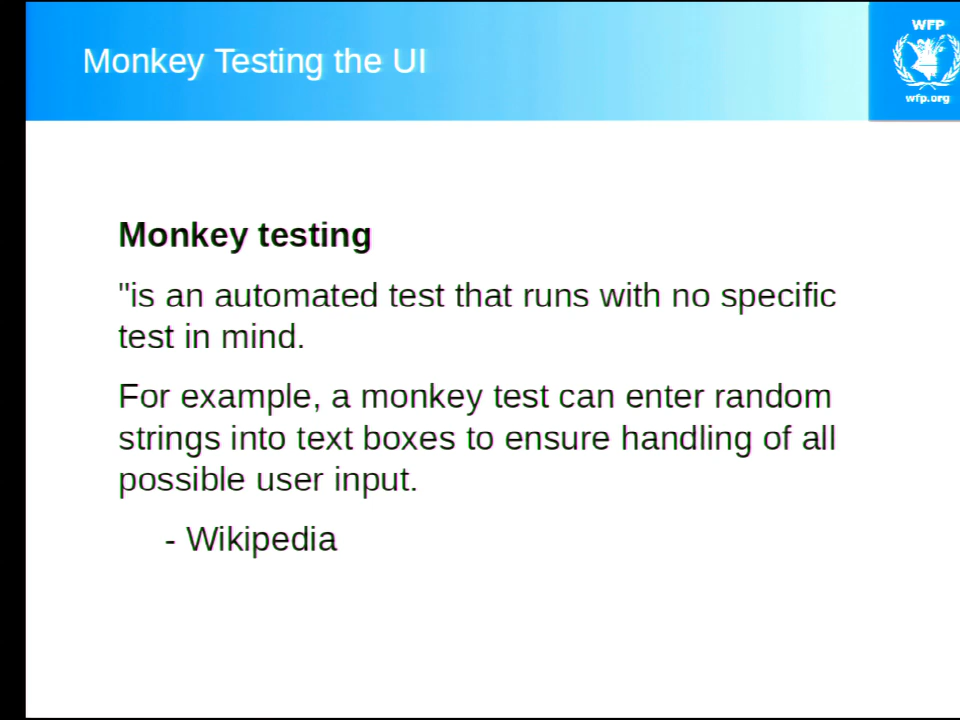 Monkey Testing the UI
WFP
wfp.org
Monkey testing
"is an automated test that runs with no specific
test in mind.
For example, a monkey test can enter random
strings into text boxes to ensure handling of all
possible user input.
- Wikipedia